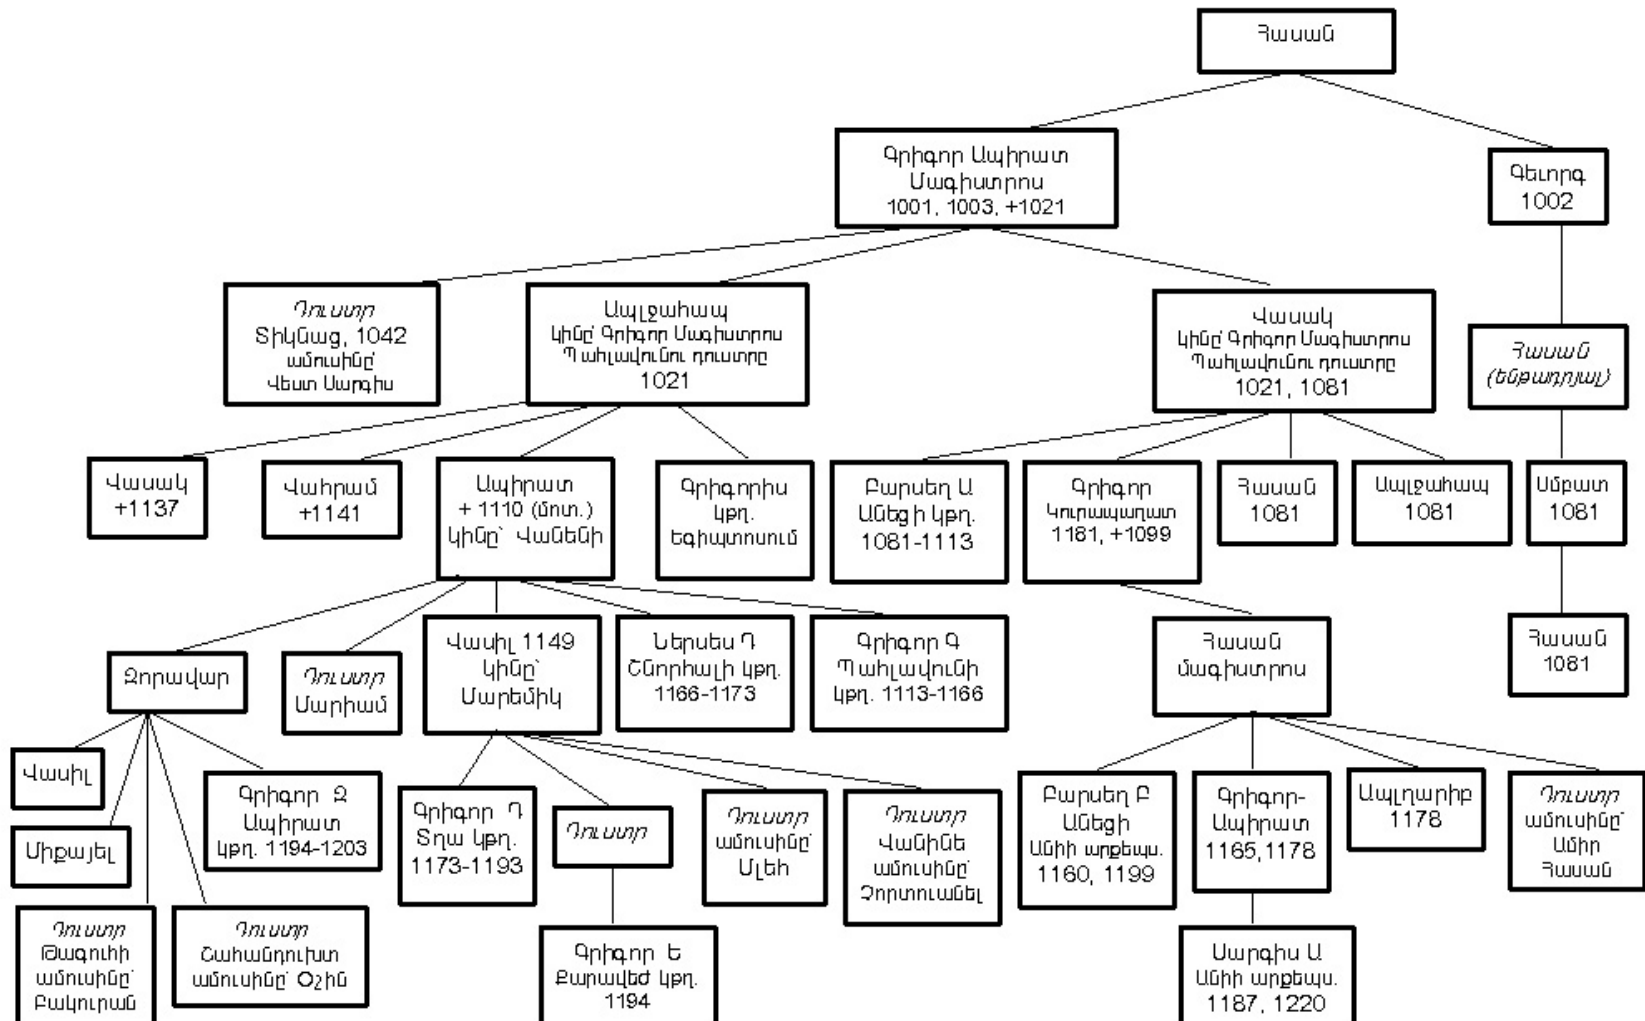 Հասան
Գրիգոր Ապիրատ
Մագիստրոս
1001, 1003, +1021
Գեւորգ
1002
Դուստր
Տիկնաց, 1042
ամուսինը՝
Վեստ Սարգիս
Ապլջահապ
կինը՝ Գրիգոր Մագիստրոս
Պահլավունու դուստրը
1021
Վասակ
կինը՝ Գրիգոր Մագիստրոս
Պահլավունու դուստրը
1021, 1081
Հասան
(ենթադրյալ)
Վասակ
+1137
Վահրամ
+1141
Ապիրատ
+ 1110 (մոտ.)
կինը՝ Վանենի
Գրիգորիս
կթղ.
Եգիպտոսում
Բարսեղ Ա
Անեցի կթղ.
1081-1113
Գրիգոր
Կուրապաղատ
1181, +1099
Հասան
1081
Ապլջահապ
1081
Սմբատ
1081
Զորավար
Դուստր
Մարիամ
Վասիլ 1149
կինը՝
Մարեմիկ
Ներսես Դ
Շնորհալի կթղ.
1166-1173
Գրիգոր Գ
Պահլավունի
կթղ. 1113-1166
Հասան
մագիստրոս
Հասան
1081
Վասիլ
Միքայել
Դուստր
Թագուհի
ամուսինը՝
Բակուրան
Դուստր
Շահանդուխտ
ամուսինը՝ Օշին
Գրիգոր Զ
Ապիրատ
կթղ. 1194-1203
Գրիգոր Դ
Տղա կթղ.
1173-1193
Դուստր
Դուստր
ամուսինը՝
Մլեհ
Դուստր
Վանինե
ամուսինը՝
Չորտուանել
Բարսեղ Բ
Անեցի
Անիի արքեպս.
1160, 1199
Գրիգոր-
Ապիրատ
1165,1178
Ապլղարիբ
1178
Դուստր
ամուսինը՝
Ամիր
Հասան
Գրիգոր Ե
Քարավեժ կթղ.
1194
Սարգիս Ա
Անիի արքեպս.
1187, 1220